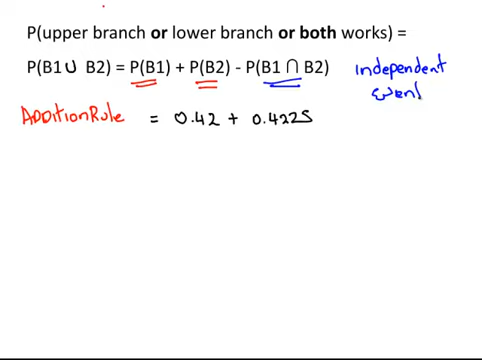 P(upper branch or lower branch or both works) =
P(B1 ∪ B2) = P(B1) + P(B2) - P(B1 ∩ B2) independent
event
Addition Rule = 0.42 + 0.4225